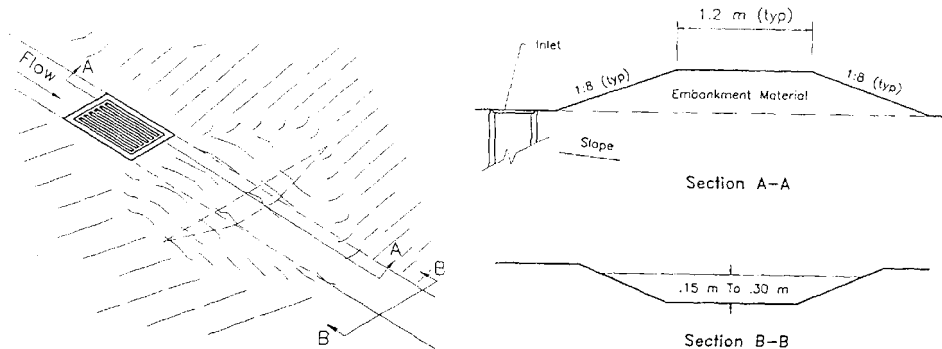 Flow
A
A
B
B
1.2 m (typ)
Inlet
1:8 (typ)
1:8 (typ)
Embankment Material
Slope
Section A-A
.15 m To .30 m
Section B-B